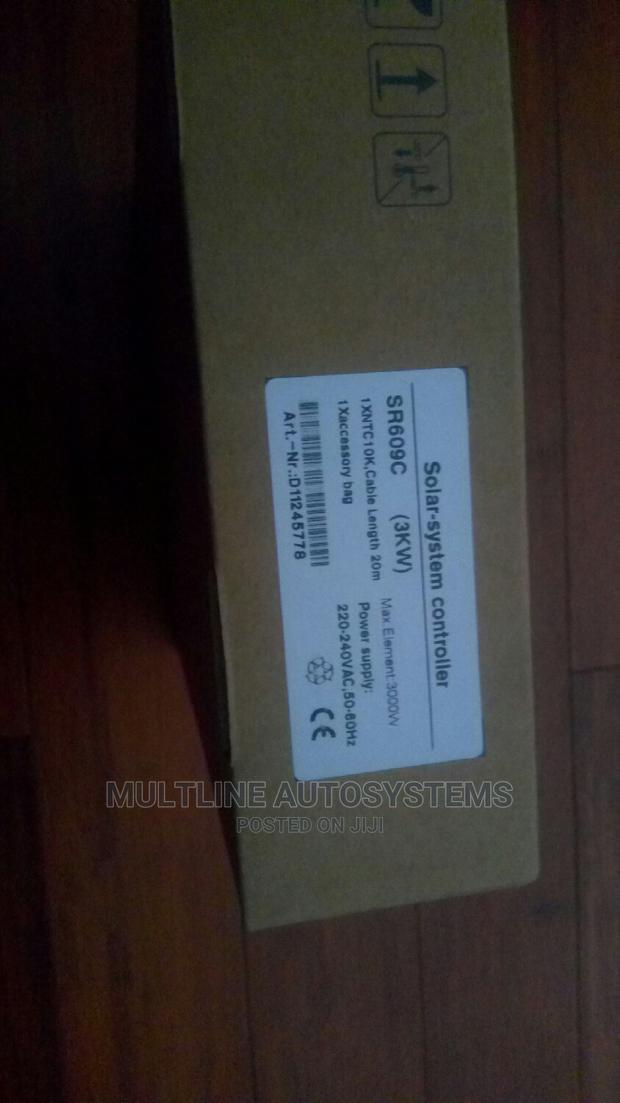 Solar-system controller
SR609C (3KW)
Max.Element:3000W
1XNTC10K,Cable Length 20m
Power supply:
1Xaccessory bag
220-240VAC,50-60Hz
Art.-Nr.:D11245778
CE
MULTLINE AUTOSYSTEMS
POSTED ON JIJI